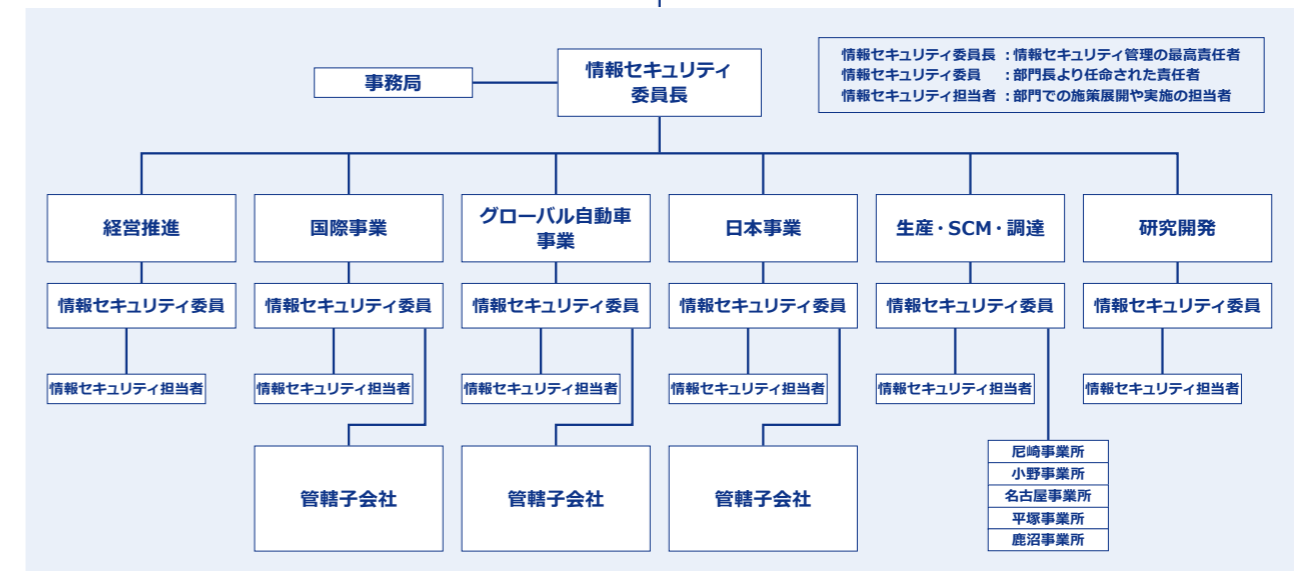 事務局
情報セキュリティ
委員長
情報セキュリティ委員長 ：情報セキュリティ管理の最高責任者
情報セキュリティ委員 ：部門長より任命された責任者
情報セキュリティ担当者 ：部門での施策展開や実施の担当者
経営推進
国際事業
グローバル自動車
事業
日本事業
生産・SCM・調達
研究開発
情報セキュリティ委員
情報セキュリティ委員
情報セキュリティ委員
情報セキュリティ委員
情報セキュリティ委員
情報セキュリティ委員
情報セキュリティ担当者
情報セキュリティ担当者
情報セキュリティ担当者
情報セキュリティ担当者
情報セキュリティ担当者
情報セキュリティ担当者
管轄子会社
管轄子会社
管轄子会社
尼崎事業所
小野事業所
名古屋事業所
平塚事業所
鹿沼事業所